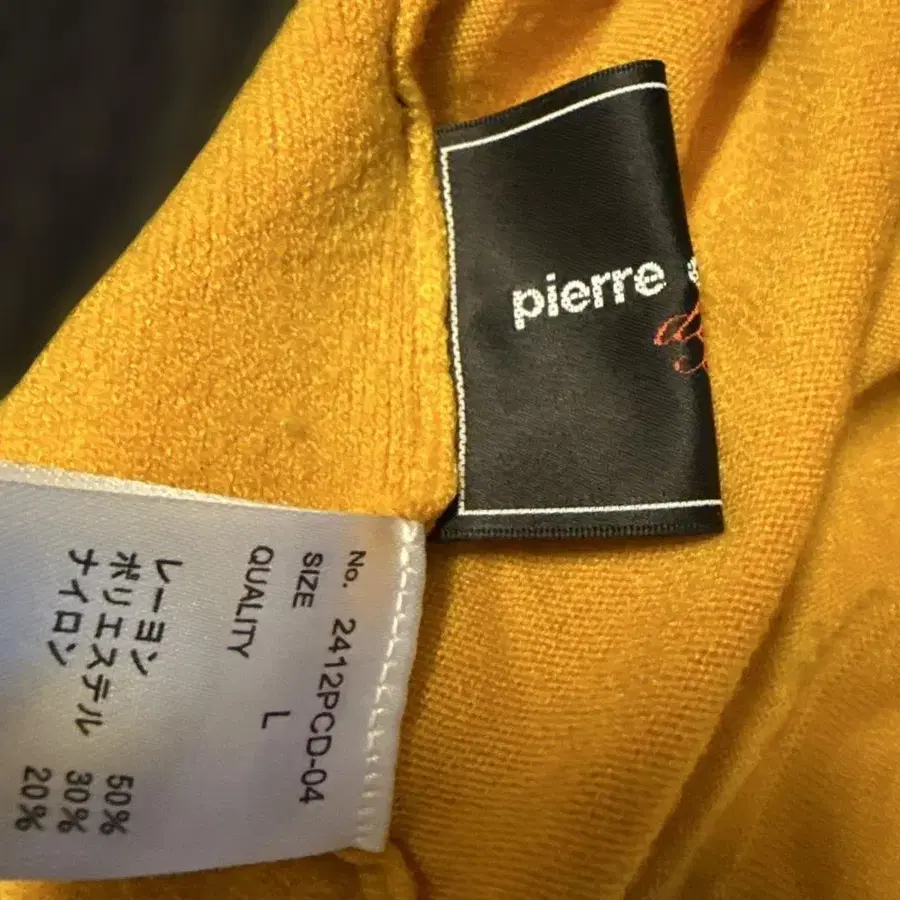 pierre
No. 2412PCD-04
SIZE L
QUALITY
レーヨン 50%
ポリエステル 30%
ナイロン 20%